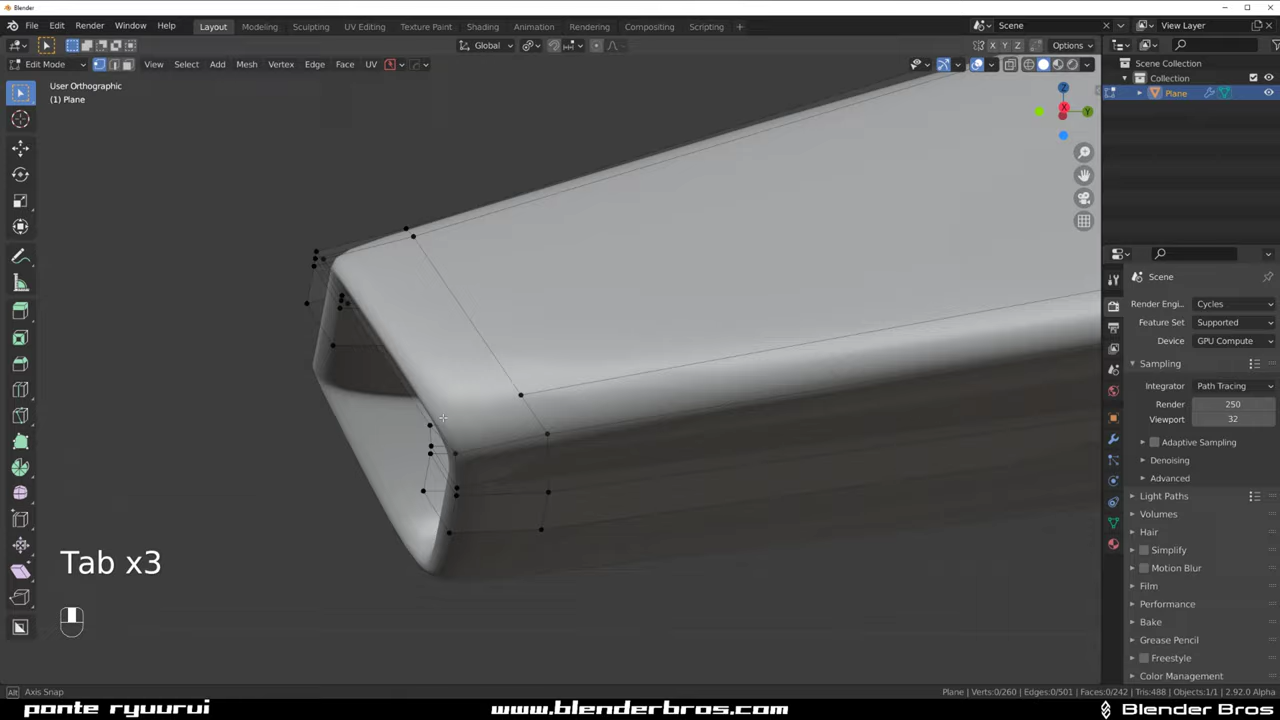 Blender
File Edit Render Window Help Layout Modeling Sculpting UV Editing Texture Paint Shading Animation Rendering Compositing Scripting + Scene View Layer
Global X Y Z Options
Edit Mode View Select Add Mesh Vertex Edge Face UV
User Orthographic
(1) Plane
Z
X
Y
Scene Collection
Collection
Plane
Scene
Render Engi.. Cycles
Feature Set Supported
Device GPU Compute
Sampling
Integrator Path Tracing
Render 250
Viewport 32
Adaptive Sampling
Denoising
Advanced
Light Paths
Volumes
Hair
Simplify
Motion Blur
Film
Performance
Bake
Grease Pencil
Freestyle
Color Management
Tab x3
Alt Axis Snap
Plane | Verts:0/260 | Edges:0/501 | Faces:0/242 | Tris:488 | Objects:1/1 | 2.92.0 Alpha
ponte ryuurui www.blenderbros.com Blender Bros